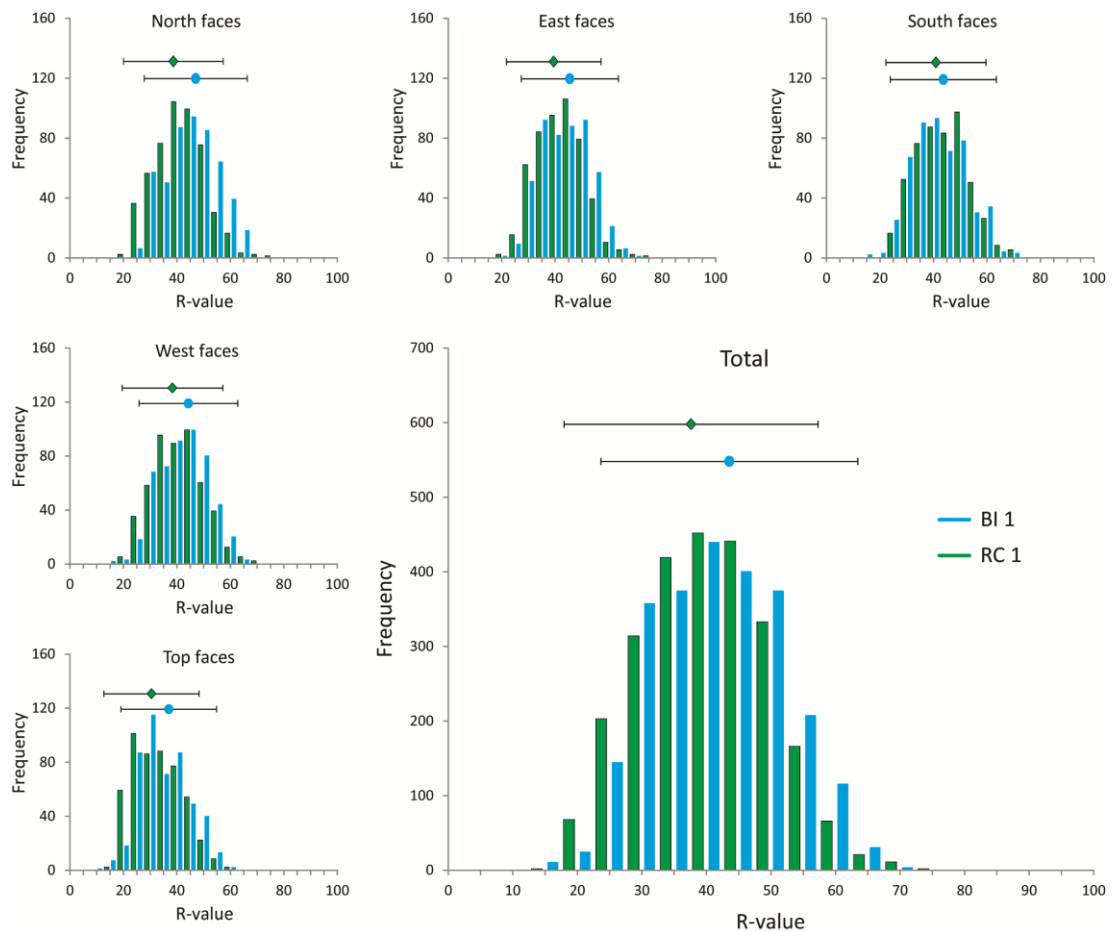 North faces
160
120
80
40
0
Frequency
0 20 40 60 80 100
R-value
East faces
160
120
80
40
0
Frequency
0 20 40 60 80 100
R-value
South faces
160
120
80
40
0
Frequency
0 20 40 60 80 100
R-value
West faces
160
120
80
40
0
Frequency
0 20 40 60 80 100
R-value
Top faces
160
120
80
40
0
Frequency
0 20 40 60 80 100
R-value
Total
700
600
500
400
300
200
100
0
Frequency
BI 1
RC 1
0 10 20 30 40 50 60 70 80 90 100
R-value